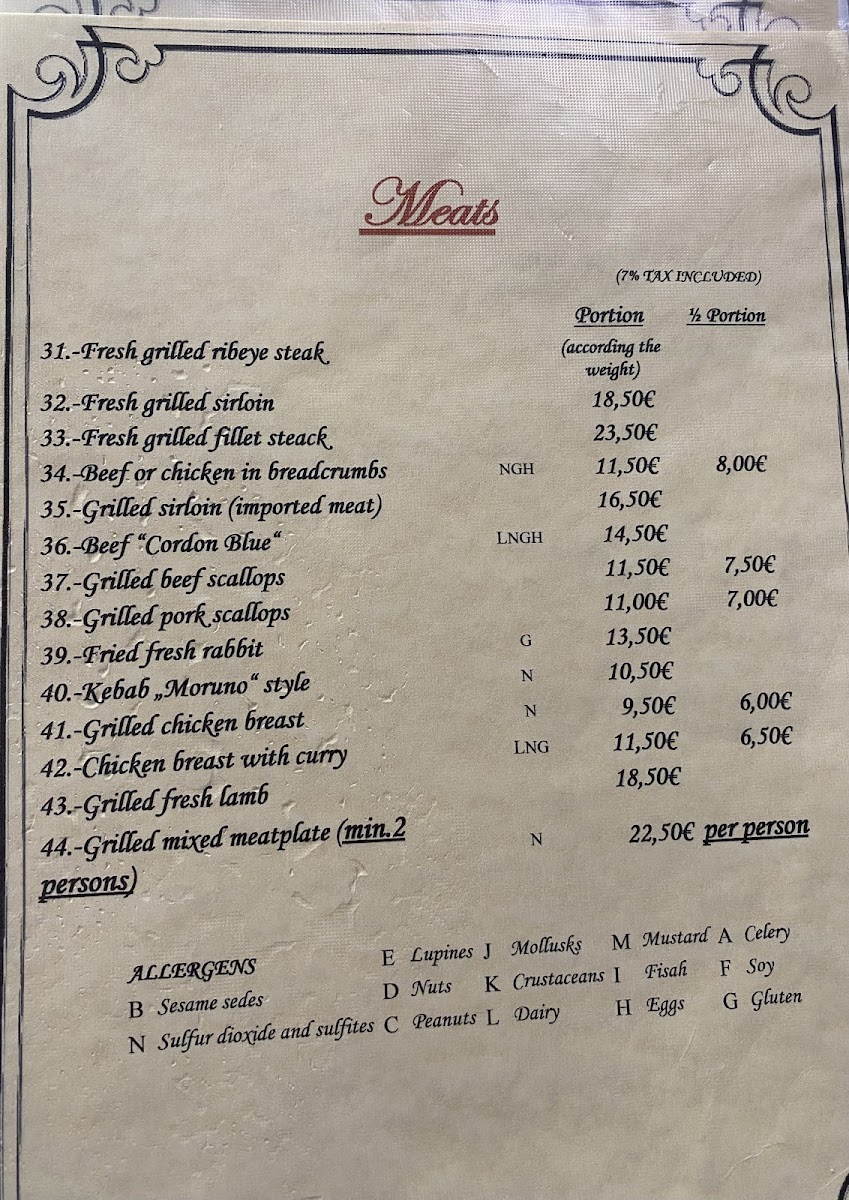 Meats
(7% TAX INCLUDED)
Portion ½ Portion
31.-Fresh grilled ribeye steak (according the weight)
32.-Fresh grilled sirloin 18,50€
33.-Fresh grilled fillet steack 23,50€
34.-Beef or chicken in breadcrumbs NGH 11,50€ 8,00€
35.-Grilled sirloin (imported meat) 16,50€
36.-Beef “Cordon Blue“ LNGH 14,50€
37.-Grilled beef scallops 11,50€ 7,50€
38.-Grilled pork scallops 11,00€ 7,00€
39.-Fried fresh rabbit G 13,50€
40.-Kebab „Moruno“ style N 10,50€
41.-Grilled chicken breast N 9,50€ 6,00€
42.-Chicken breast with curry LNG 11,50€ 6,50€
43.-Grilled fresh lamb 18,50€
44.-Grilled mixed meatplate (min.2 N 22,50€ per person
persons)
ALLERGENS E Lupines J Mollusks M Mustard A Celery
B Sesame sedes D Nuts K Crustaceans I Fisah F Soy
N Sulfur dioxide and sulfites C Peanuts L Dairy H Eggs G Gluten